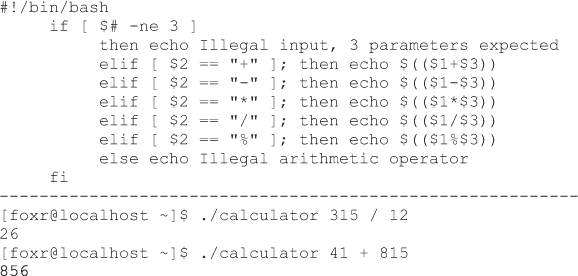 #!/bin/bash
if [ $# -ne 3 ]
then echo Illegal input, 3 parameters expected
elif [ $2 == "+" ]; then echo $(($1+$3))
elif [ $2 == "-" ]; then echo $(($1-$3))
elif [ $2 == "*" ]; then echo $(($1*$3))
elif [ $2 == "/" ]; then echo $(($1/$3))
elif [ $2 == "%" ]; then echo $(($1%$3))
else echo Illegal arithmetic operator
fi
-----------------------------------------------------------
[foxr@localhost ~]$ ./calculator 315 / 12
26
[foxr@localhost ~]$ ./calculator 41 + 815
856